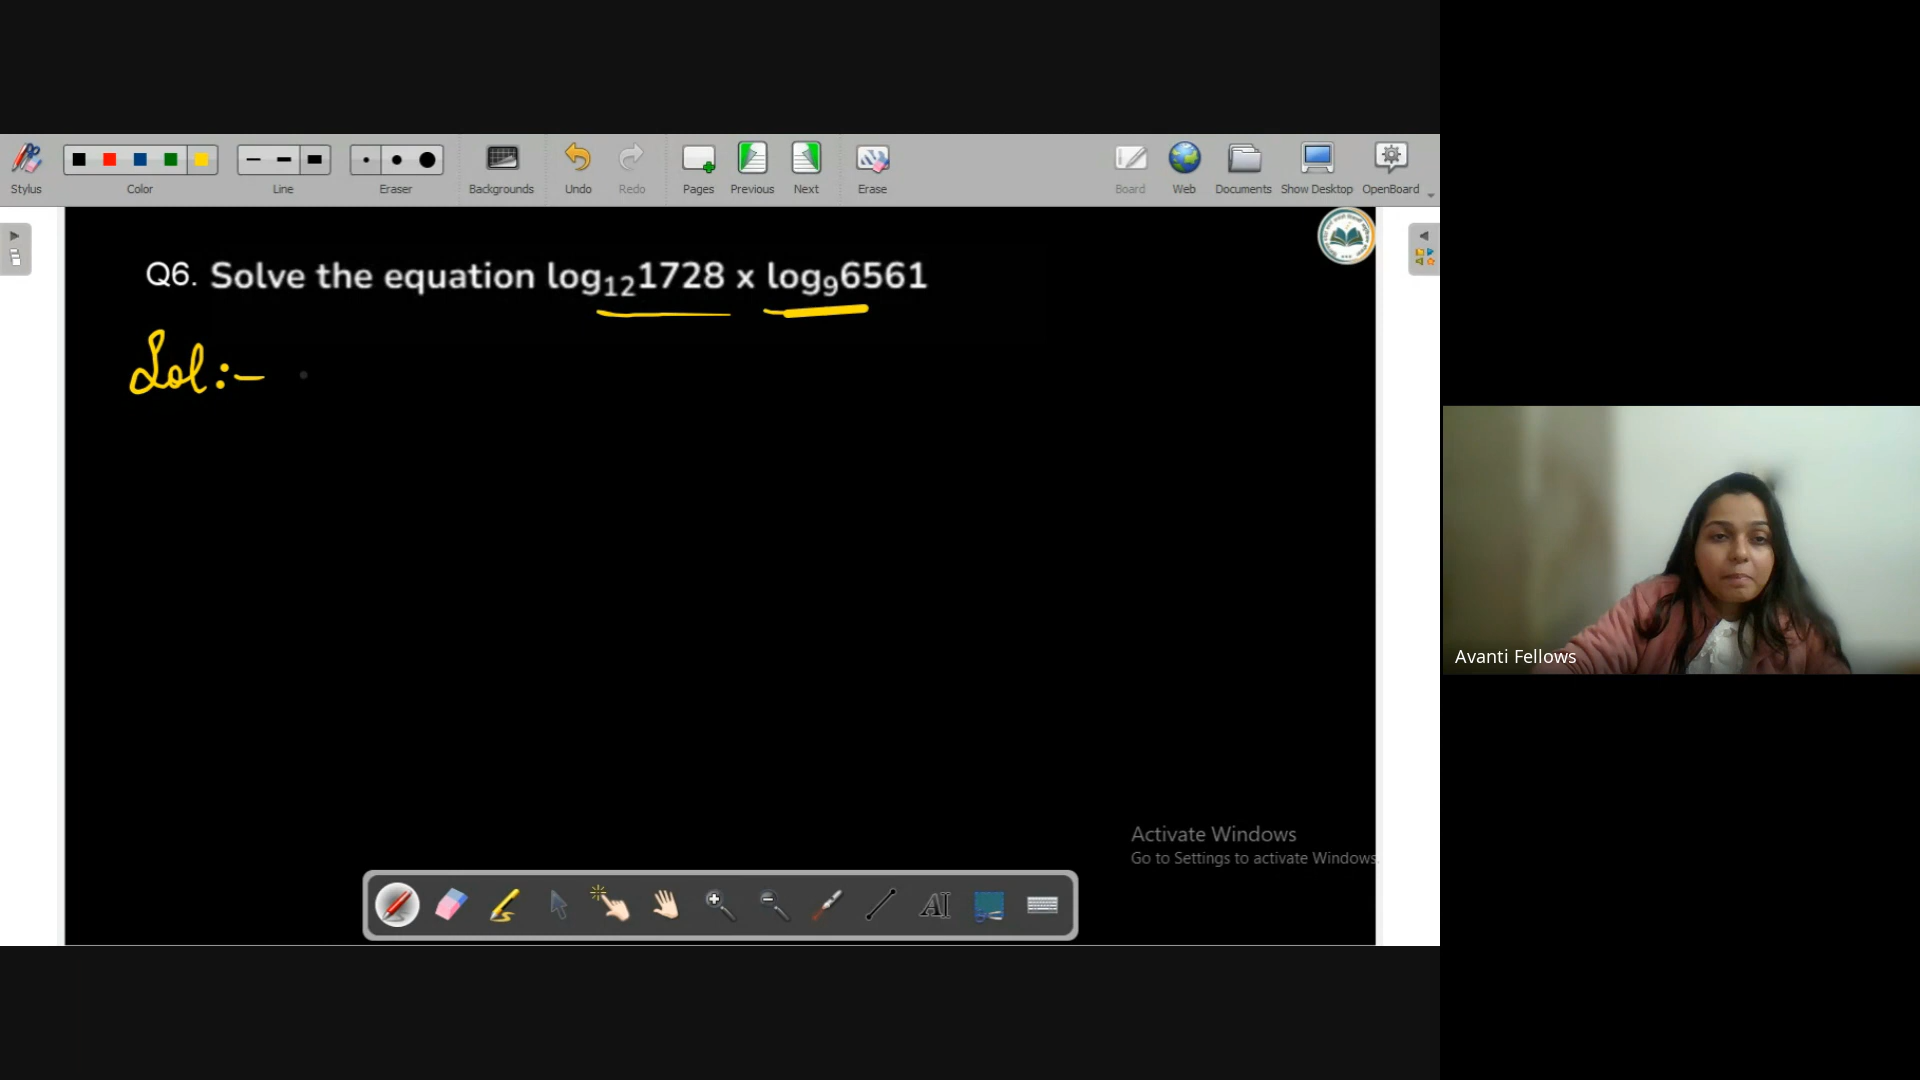 Stylus Color Line Eraser Backgrounds Undo Redo Pages Previous Next Erase Board Web Documents Show Desktop OpenBoard
Q6. Solve the equation log₁₂1728 x log₉6561
Sol:-
Avanti Fellows
Activate Windows
Go to Settings to activate Windows.